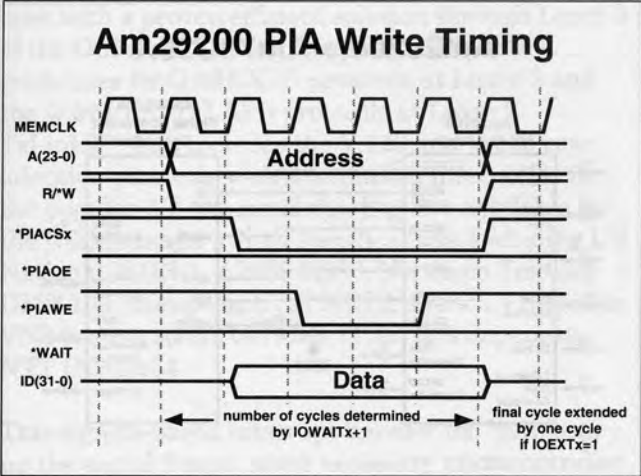 Am29200 PIA Write Timing
MEMCLK
A(23-0)
Address
R/*W
*PIACSx
*PIAOE
*PIAWE
*WAIT
ID(31-0)
Data
number of cycles determined
by IOWAITx+1
final cycle extended
by one cycle
if IOEXTx=1